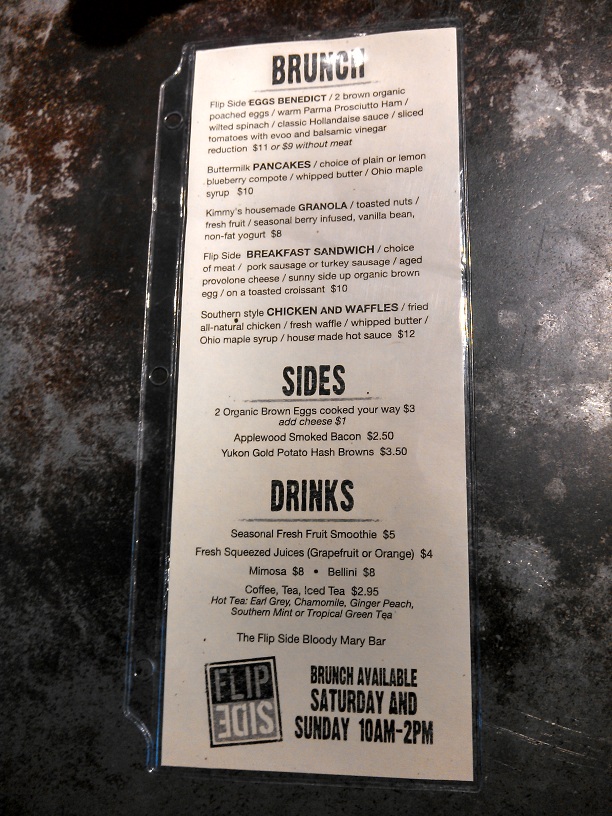 BRUNCH
Flip Side EGGS BENEDICT / 2 brown organic
poached eggs / warm Parma Prosciutto Ham /
wilted spinach / classic Hollandaise sauce / sliced
tomatoes with evoo and balsamic vinegar
reduction $11 or $9 without meat
Buttermilk PANCAKES / choice of plain or lemon
blueberry compote / whipped butter / Ohio maple
syrup $10
Kimmy's housemade GRANOLA / toasted nuts /
fresh fruit / seasonal berry infused, vanilla bean,
non-fat yogurt $8
Flip Side BREAKFAST SANDWICH / choice
of meat / pork sausage or turkey sausage / aged
provolone cheese / sunny side up organic brown
egg / on a toasted croissant $10
Southern style CHICKEN AND WAFFLES / fried
all-natural chicken / fresh waffle / whipped butter /
Ohio maple syrup / house made hot sauce $12
SIDES
2 Organic Brown Eggs cooked your way $3
add cheese $1
Applewood Smoked Bacon $2.50
Yukon Gold Potato Hash Browns $3.50
DRINKS
Seasonal Fresh Fruit Smoothie $5
Fresh Squeezed Juices (Grapefruit or Orange) $4
Mimosa $8 • Bellini $8
Coffee, Tea, Iced Tea $2.95
Hot Tea: Earl Grey, Chamomile, Ginger Peach,
Southern Mint or Tropical Green Tea
The Flip Side Bloody Mary Bar
FLIP
SIDE
BRUNCH AVAILABLE
SATURDAY AND
SUNDAY 10AM-2PM